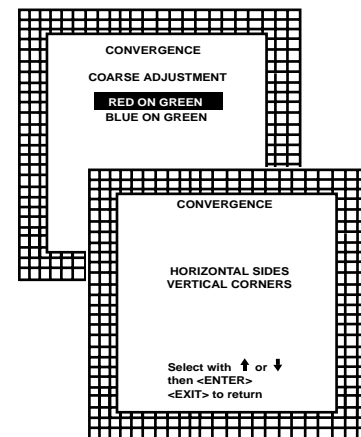 CONVERGENCE
COARSE ADJUSTMENT
RED ON GREEN
BLUE ON GREEN
CONVERGENCE
HORIZONTAL SIDES
VERTICAL CORNERS
Select with ↑ or ↓
then <ENTER>
<EXIT> to return